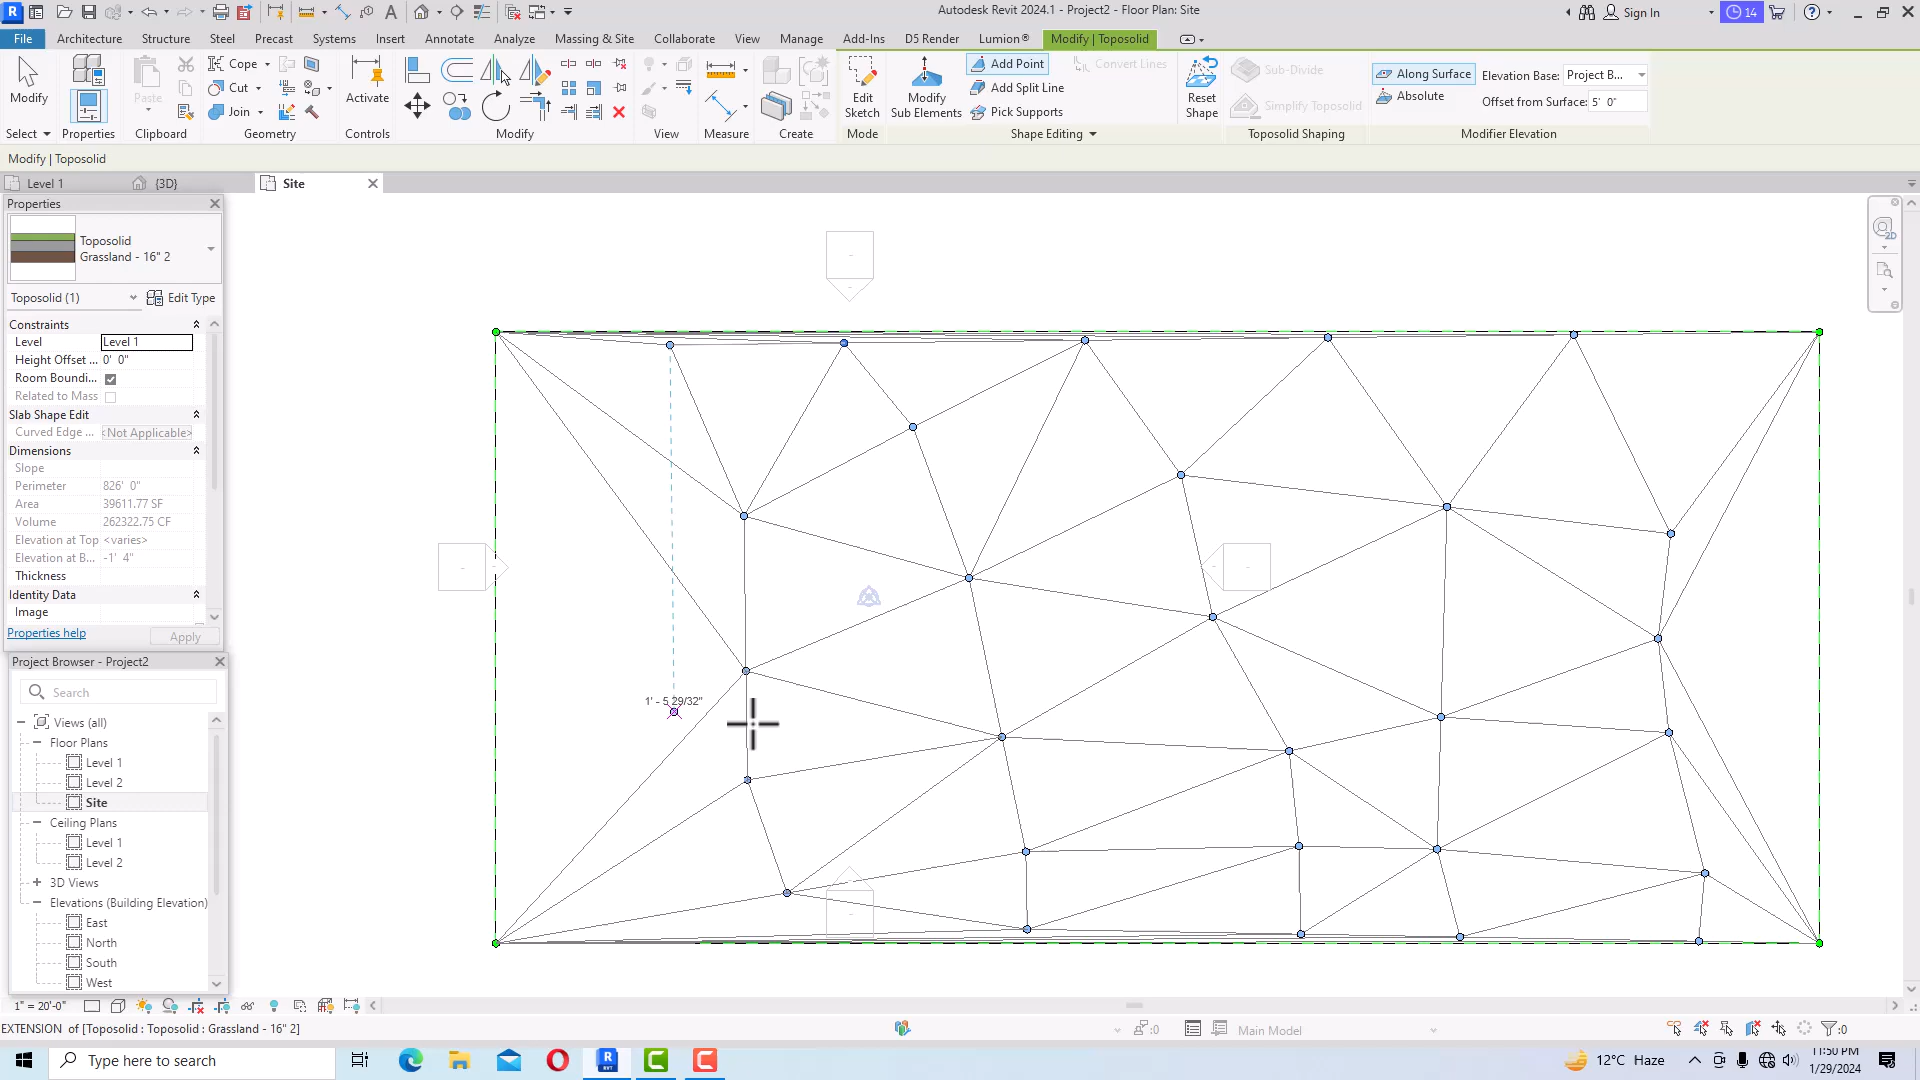 Autodesk Revit 2024.1 - Project2 - Floor Plan: Site
Sign In
14
File Architecture Structure Steel Precast Systems Insert Annotate Analyze Massing & Site Collaborate View Manage Add-Ins D5 Render Lumion® Modify | Toposolid
Modify
Select
Properties
Paste
Clipboard
Cope
Cut
Join
Geometry
Activate
Controls
Modify
View
Measure
Create
Edit
Sketch
Mode
Modify
Sub Elements
Add Point
Add Split Line
Pick Supports
Convert Lines
Shape Editing
Reset
Shape
Sub-Divide
Simplify Toposolid
Toposolid Shaping
Along Surface
Absolute
Elevation Base: Project B...
Offset from Surface: 5' 0"
Modifier Elevation
Modify | Toposolid
Level 1
{3D}
Site
Properties
Toposolid
Grassland - 16" 2
Toposolid (1)
Edit Type
Constraints
Level Level 1
Height Offset ... 0' 0"
Room Boundi...
Related to Mass
Slab Shape Edit
Curved Edge ... <Not Applicable>
Dimensions
Slope
Perimeter 826' 0"
Area 39611.77 SF
Volume 262322.75 CF
Elevation at Top <varies>
Elevation at B... -1' 4"
Thickness
Identity Data
Image
Properties help
Apply
Project Browser - Project2
Search
Views (all)
Floor Plans
Level 1
Level 2
Site
Ceiling Plans
Level 1
Level 2
3D Views
Elevations (Building Elevation)
East
North
South
West
1' - 5 29/32"
2D
1" = 20'-0"
EXTENSION of [Toposolid : Toposolid : Grassland - 16" 2]
:0
Main Model
:0
Type here to search
12°C Haze
11:50 PM
1/29/2024